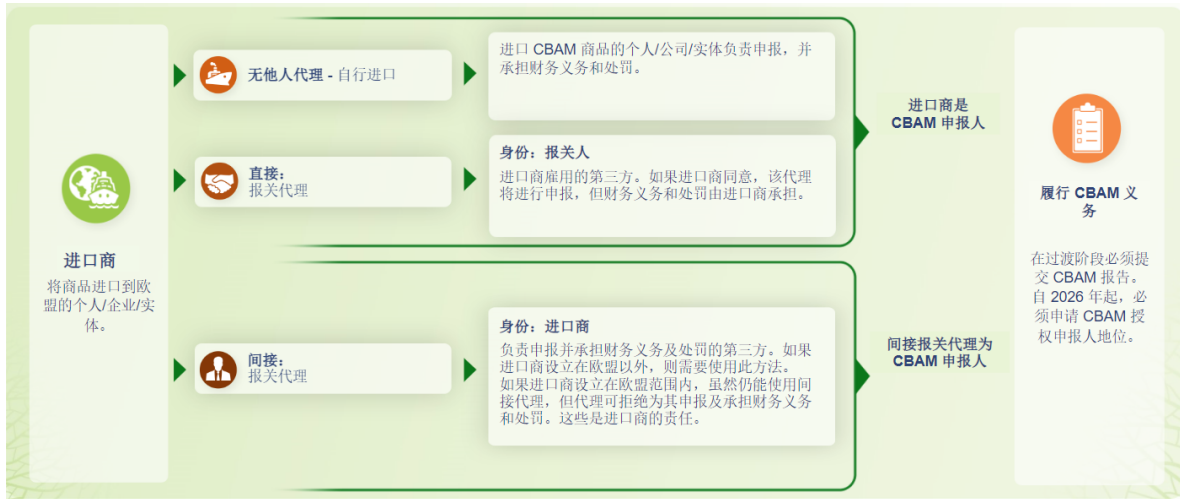 进口商
将商品进口到欧
盟的个人/企业/实
体。
无他人代理 - 自行进口
进口 CBAM 商品的个人/公司/实体负责申报，并
承担财务义务和处罚。
直接：
报关代理
身份：报关人
进口商雇用的第三方。如果进口商同意，该代理
将进行申报，但财务义务和处罚由进口商承担。
进口商是
CBAM 申报人
间接：
报关代理
身份：进口商
负责申报并承担财务义务及处罚的第三方。如果
进口商设立在欧盟以外，则需要使用此方法。
如果进口商设立在欧盟范围内，虽然仍能使用间
接代理，但代理可拒绝为其申报及承担财务义务
和处罚。这些是进口商的责任。
间接报关代理为
CBAM 申报人
履行 CBAM 义
务
在过渡阶段必须提
交 CBAM 报告。
自 2026 年起，必
须申请 CBAM 授
权申报人地位。